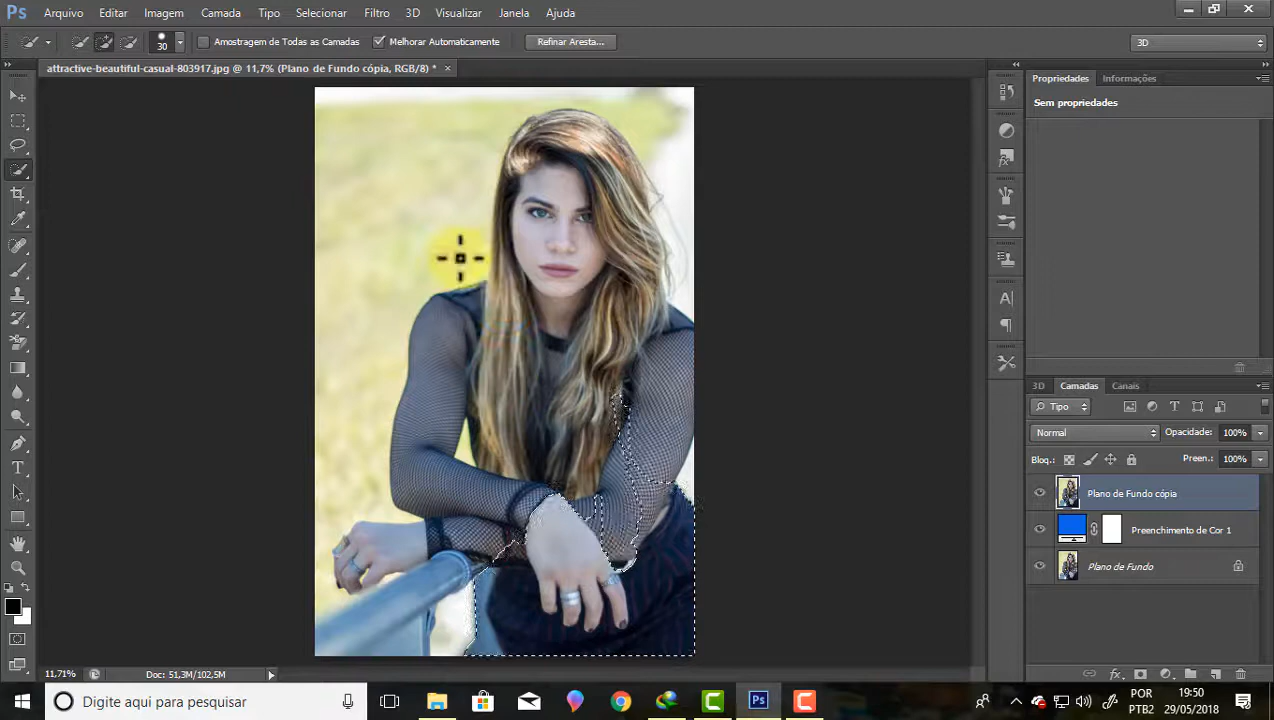 Ps Arquivo Editar Imagem Camada Tipo Selecionar Filtro 3D Visualizar Janela Ajuda
30 Amostragem de Todas as Camadas Melhorar Automaticamente Refinar Aresta... 3D
attractive-beautiful-casual-803917.jpg @ 11,7% (Plano de Fundo cópia, RGB/8) *
Propriedades Informações
Sem propriedades
3D Camadas Canais
Tipo
Normal Opacidade: 100%
Bloq.: Preen.: 100%
Plano de Fundo cópia
Preenchimento de Cor 1
Plano de Fundo
11,71% Doc: 51,3M/102,5M
Digite aqui para pesquisar
Ps
POR
PTB2
19:50
29/05/2018